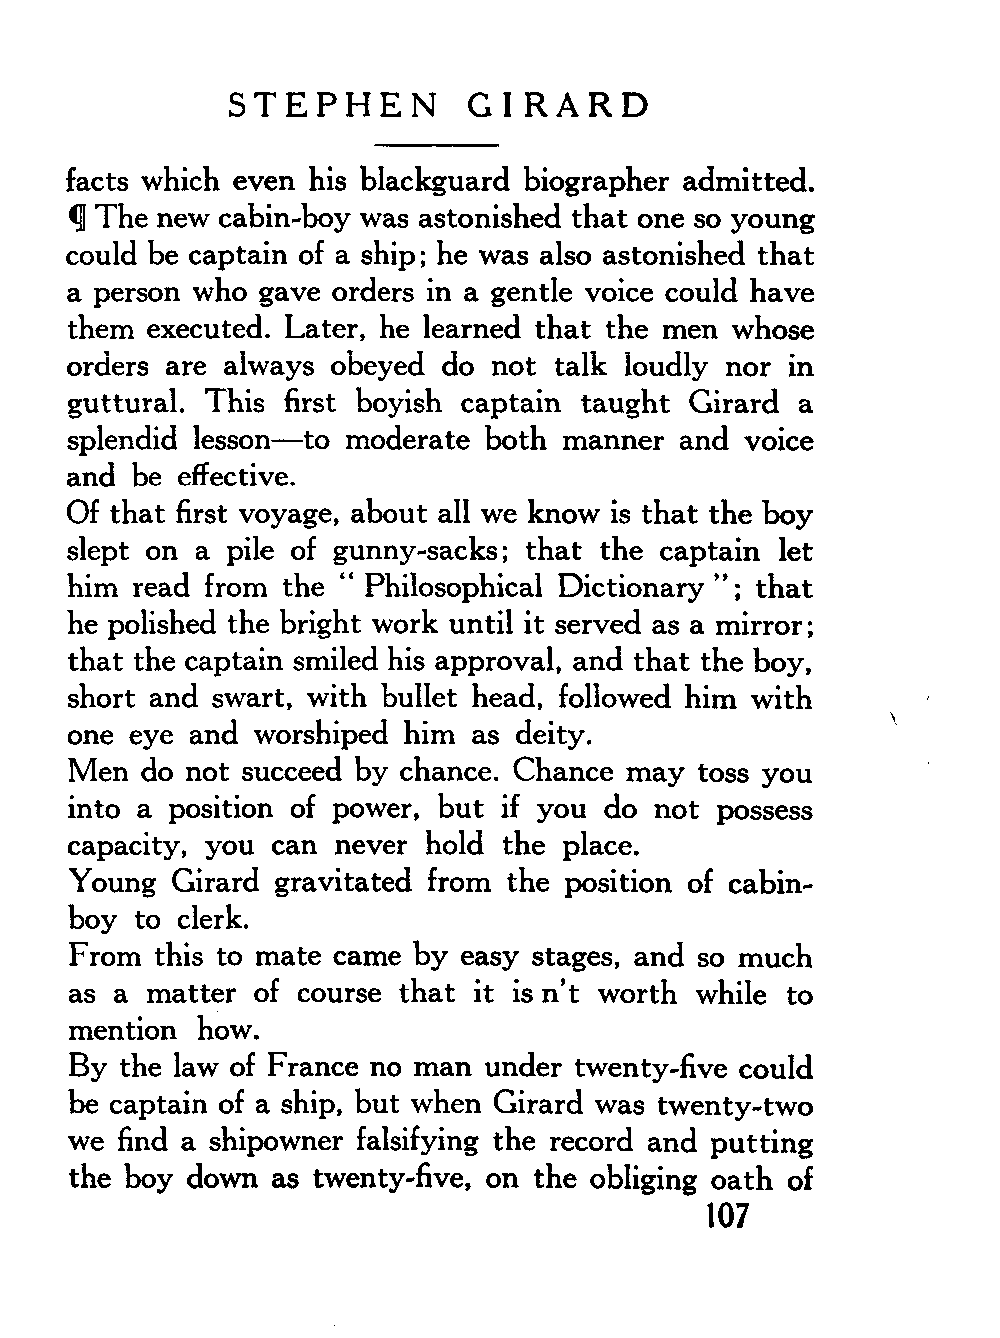 STEPHEN GIRARD
facts which even his blackguard biographer admitted.
¶ The new cabin-boy was astonished that one so young
could be captain of a ship; he was also astonished that
a person who gave orders in a gentle voice could have
them executed. Later, he learned that the men whose
orders are always obeyed do not talk loudly nor in
guttural. This first boyish captain taught Girard a
splendid lesson—to moderate both manner and voice
and be effective.
Of that first voyage, about all we know is that the boy
slept on a pile of gunny-sacks; that the captain let
him read from the “ Philosophical Dictionary ”; that
he polished the bright work until it served as a mirror;
that the captain smiled his approval, and that the boy,
short and swart, with bullet head, followed him with
one eye and worshiped him as deity.
Men do not succeed by chance. Chance may toss you
into a position of power, but if you do not possess
capacity, you can never hold the place.
Young Girard gravitated from the position of cabin-
boy to clerk.
From this to mate came by easy stages, and so much
as a matter of course that it is n't worth while to
mention how.
By the law of France no man under twenty-five could
be captain of a ship, but when Girard was twenty-two
we find a shipowner falsifying the record and putting
the boy down as twenty-five, on the obliging oath of
107